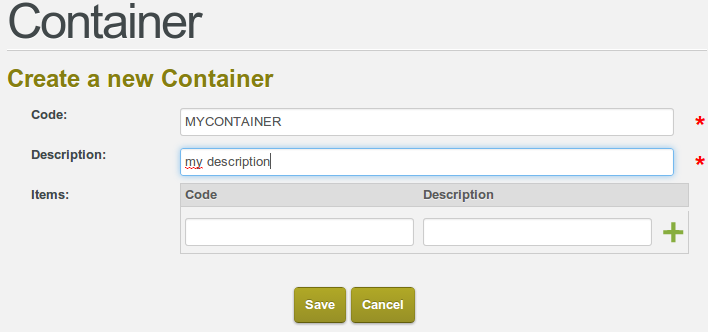 Container
Create a new Container
Code: MYCONTAINER *
Description: my description *
Items: Code Description
+
Save Cancel